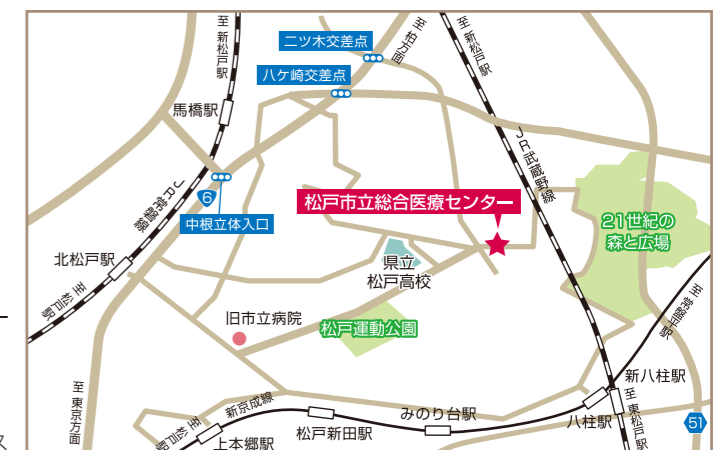 至 新松戸駅
二ツ木交差点
至 柏方面
至 新松戸駅
八ケ崎交差点
馬橋駅
JR武蔵野線
JR常磐線
6
松戸市立総合医療センター
中根立体入口
21世紀の
森と広場
北松戸駅
県立
松戸高校
至 松戸駅
旧市立病院
松戸運動公園
至 常盤平駅
新八柱駅
至 東京方面
新京成線
みのり台駅
八柱駅
至 東松戸駅
51
至 松戸駅
上本郷駅
松戸新田駅
ス